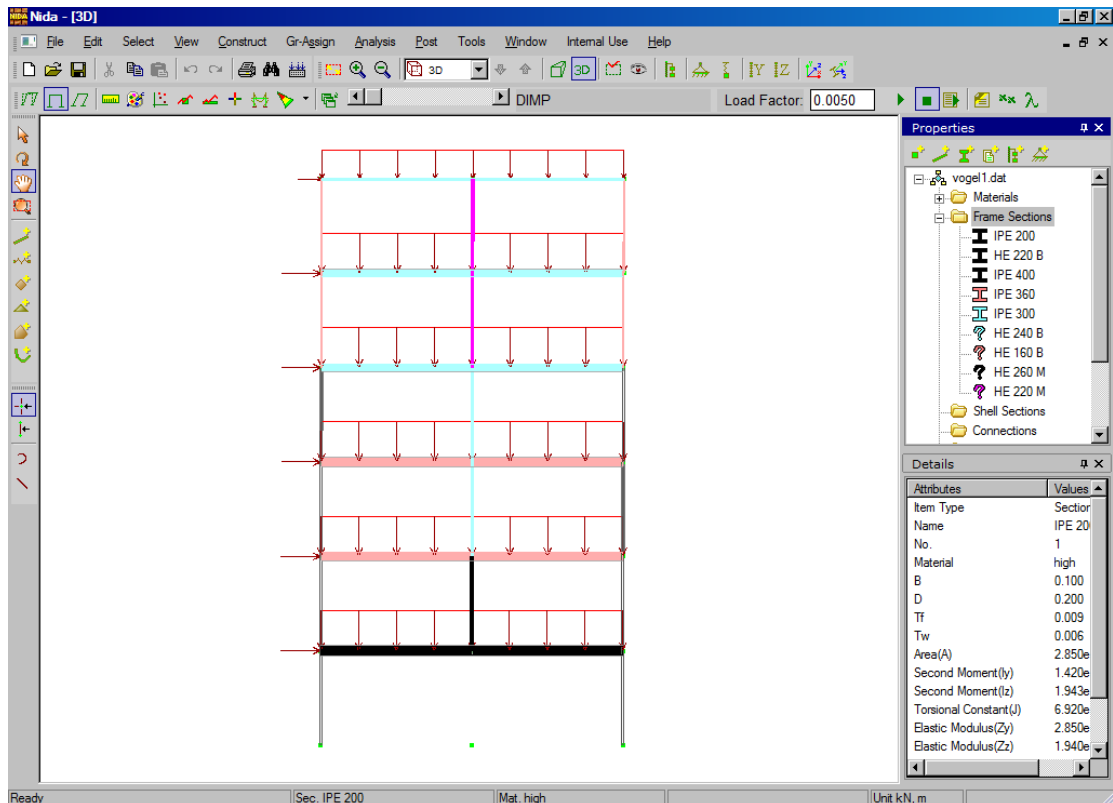 NIDA Nida - [3D]
File Edit Select View Construct Gr-Assign Analysis Post Tools Window Internal Use Help
3D 3D
DIMP Load Factor: 0.0050
Properties
vogel1.dat
Materials
Frame Sections
IPE 200
HE 220 B
IPE 400
IPE 360
IPE 300
HE 240 B
HE 160 B
HE 260 M
HE 220 M
Shell Sections
Connections
Details
Attributes Values
Item Type Section
Name IPE 20
No. 1
Material high
B 0.100
D 0.200
Tf 0.009
Tw 0.006
Area(A) 2.850e
Second Moment(Iy) 1.420e
Second Moment(Iz) 1.943e
Torsional Constant(J) 6.920e
Elastic Modulus(Zy) 2.850e
Elastic Modulus(Zz) 1.940e
Ready Sec. IPE 200 Mat. high Unit kN, m